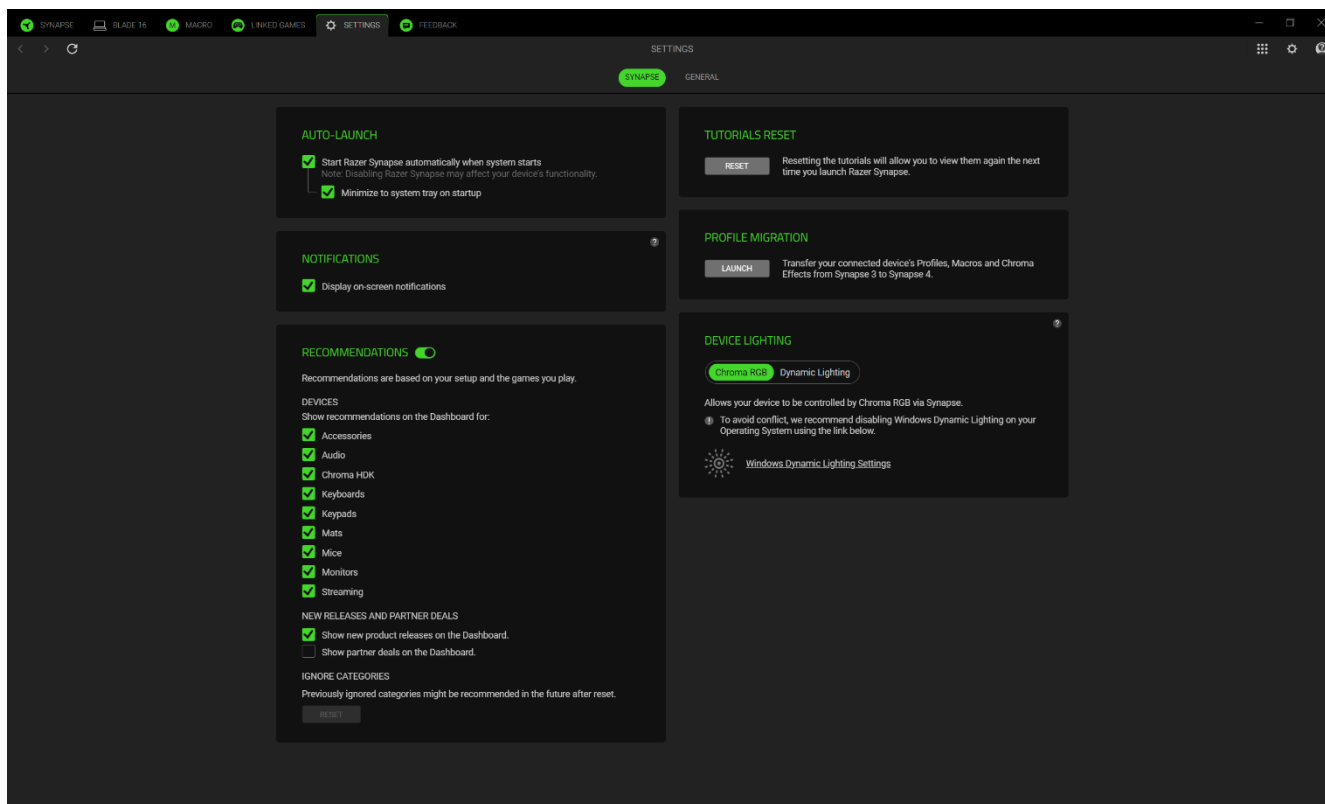 SYNAPSE
BLADE 16
M
MACRO
LINKED GAMES
SETTINGS
FEEDBACK
SETTINGS
SYNAPSE
GENERAL
AUTO-LAUNCH
Start Razer Synapse automatically when system starts
Note: Disabling Razer Synapse may affect your device's functionality.
Minimize to system tray on startup
?
NOTIFICATIONS
Display on-screen notifications
RECOMMENDATIONS
Recommendations are based on your setup and the games you play.
DEVICES
Show recommendations on the Dashboard for:
Accessories
Audio
Chroma HDK
Keyboards
Keypads
Mats
Mice
Monitors
Streaming
NEW RELEASES AND PARTNER DEALS
Show new product releases on the Dashboard.
Show partner deals on the Dashboard.
IGNORE CATEGORIES
Previously ignored categories might be recommended in the future after reset.
RESET
TUTORIALS RESET
RESET
Resetting the tutorials will allow you to view them again the next
time you launch Razer Synapse.
PROFILE MIGRATION
LAUNCH
Transfer your connected device's Profiles, Macros and Chroma
Effects from Synapse 3 to Synapse 4.
?
DEVICE LIGHTING
Chroma RGB
Dynamic Lighting
Allows your device to be controlled by Chroma RGB via Synapse.
To avoid conflict, we recommend disabling Windows Dynamic Lighting on your
Operating System using the link below.
Windows Dynamic Lighting Settings